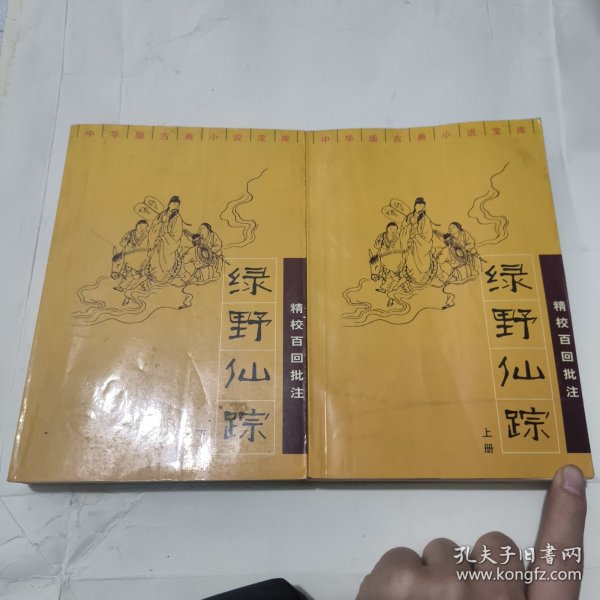 中华版古典小说宝库
绿野仙踪
精校百回批注
中华版古典小说宝库
绿野仙踪
精校百回批注
上册
孔夫子旧书网
www.kongfz.com